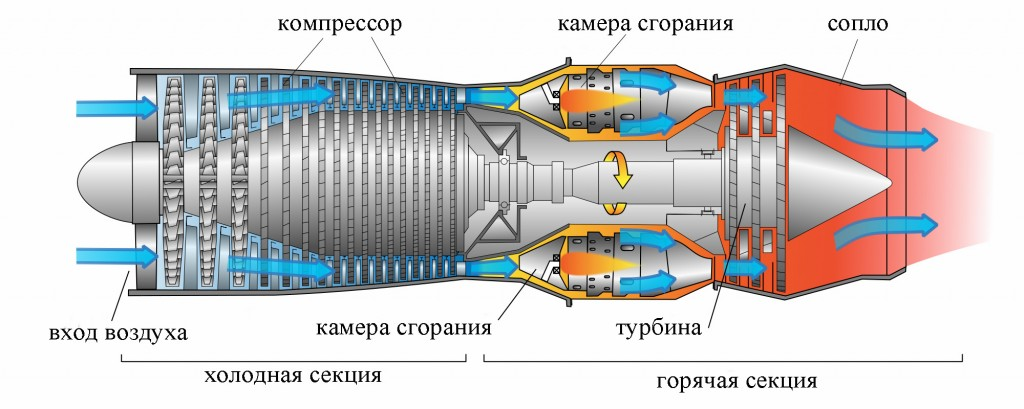 компрессор
камера сгорания
сопло
вход воздуха
камера сгорания
турбина
холодная секция
горячая секция